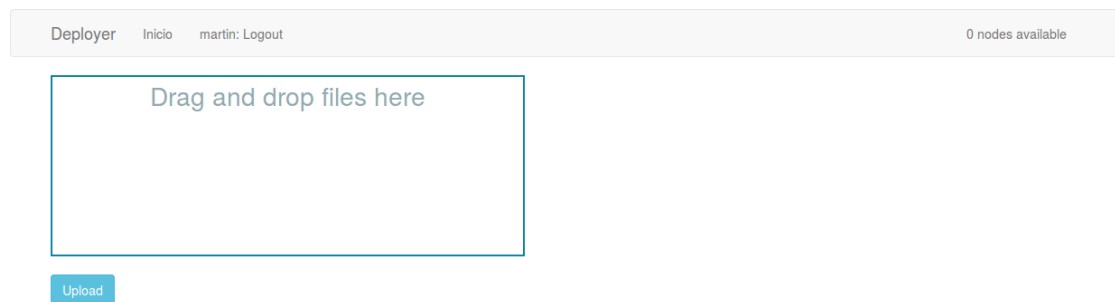 Deployer Inicio martin: Logout 0 nodes available
Drag and drop files here
Upload